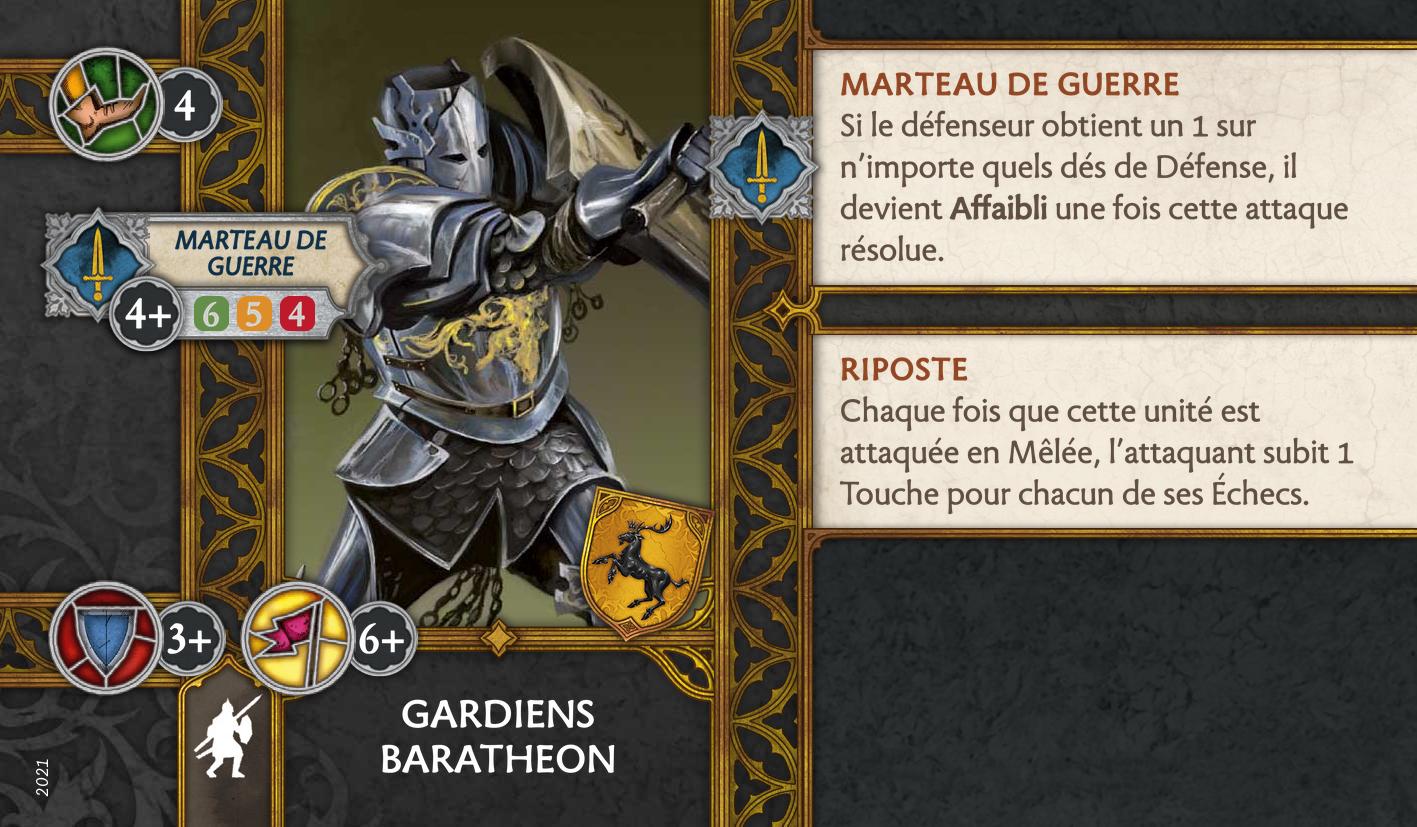 4
MARTEAU DE
GUERRE
4+
6 5 4
3+
6+
GARDIENS
BARATHEON
2021
MARTEAU DE GUERRE
Si le défenseur obtient un 1 sur
n’importe quels dés de Défense, il
devient Affaibli une fois cette attaque
résolue.
RIPOSTE
Chaque fois que cette unité est
attaquée en Mêlée, l’attaquant subit 1
Touche pour chacun de ses Échecs.